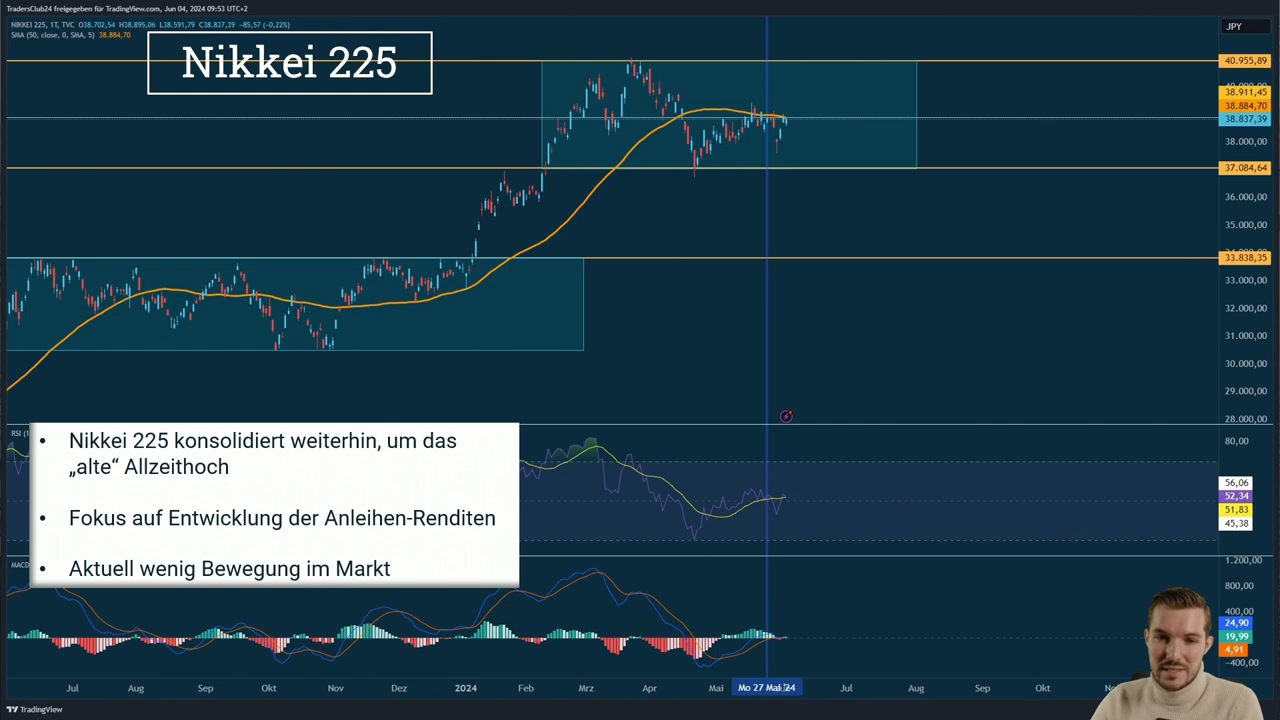 TradersClub24 freigegeben für TradingView.com, Jun 04, 2024 09:53 UTC+2
NIKKEI 225, 1T, TVC O38.702,54 H38.895,06 L38.591,79 C38.837,39 -85,57 (-0,22%)
SMA (50, close, 0, SMA, 5) 38.884,70
Nikkei 225
JPY
40.955,89
38.911,45
38.884,70
38.837,39
38.000,00
37.084,64
36.000,00
35.000,00
33.838,35
33.000,00
32.000,00
31.000,00
30.000,00
29.000,00
28.000,00
RSI
• Nikkei 225 konsolidiert weiterhin, um das
„alte“ Allzeithoch
• Fokus auf Entwicklung der Anleihen-Renditen
• Aktuell wenig Bewegung im Markt
80,00
56,06
52,34
51,83
45,38
MACD
1.200,00
800,00
400,00
24,90
19,99
4,91
-400,00
Jul Aug Sep Okt Nov Dez 2024 Feb Mrz Apr Mai Mo 27 Mai 24 Jul Aug Sep Okt
TradingView